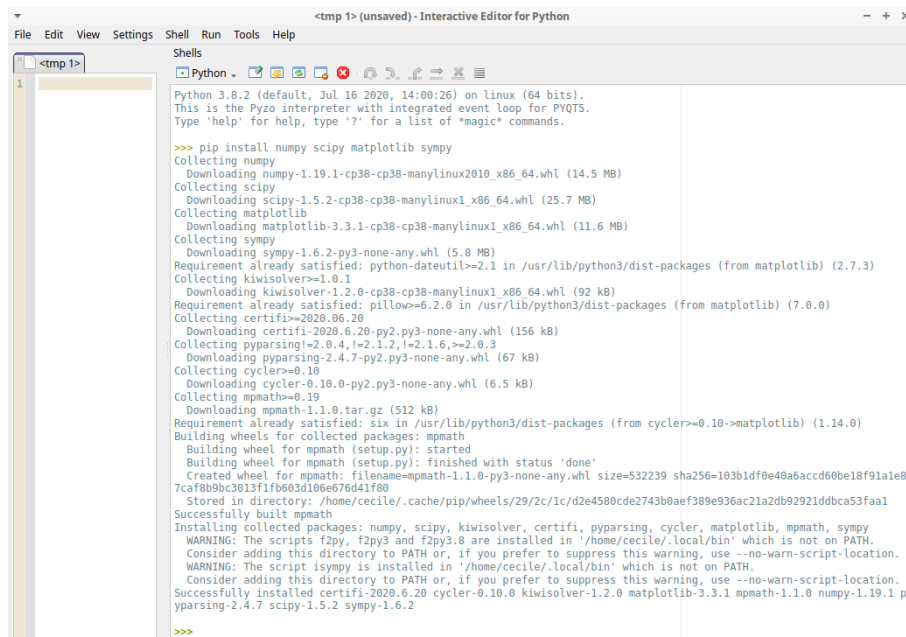 <tmp 1> (unsaved) - Interactive Editor for Python
File Edit View Settings Shell Run Tools Help
Shells
<tmp 1>
Python
1
Python 3.8.2 (default, Jul 16 2020, 14:00:26) on linux (64 bits).
This is the Pyzo interpreter with integrated event loop for PYQT5.
Type 'help' for help, type '?' for a list of *magic* commands.
>>> pip install numpy scipy matplotlib sympy
Collecting numpy
Downloading numpy-1.19.1-cp38-cp38-manylinux2010_x86_64.whl (14.5 MB)
Collecting scipy
Downloading scipy-1.5.2-cp38-cp38-manylinux1_x86_64.whl (25.7 MB)
Collecting matplotlib
Downloading matplotlib-3.3.1-cp38-cp38-manylinux1_x86_64.whl (11.6 MB)
Collecting sympy
Downloading sympy-1.6.2-py3-none-any.whl (5.8 MB)
Requirement already satisfied: python-dateutil>=2.1 in /usr/lib/python3/dist-packages (from matplotlib) (2.7.3)
Collecting kiwisolver>=1.0.1
Downloading kiwisolver-1.2.0-cp38-cp38-manylinux1_x86_64.whl (92 kB)
Requirement already satisfied: pillow>=6.2.0 in /usr/lib/python3/dist-packages (from matplotlib) (7.0.0)
Collecting certifi>=2020.06.20
Downloading certifi-2020.6.20-py2.py3-none-any.whl (156 kB)
Collecting pyparsing!=2.0.4,!=2.1.2,!=2.1.6,>=2.0.3
Downloading pyparsing-2.4.7-py2.py3-none-any.whl (67 kB)
Collecting cycler>=0.10
Downloading cycler-0.10.0-py2.py3-none-any.whl (6.5 kB)
Collecting mpmath>=0.19
Downloading mpmath-1.1.0.tar.gz (512 kB)
Requirement already satisfied: six in /usr/lib/python3/dist-packages (from cycler>=0.10->matplotlib) (1.14.0)
Building wheels for collected packages: mpmath
Building wheel for mpmath (setup.py): started
Building wheel for mpmath (setup.py): finished with status 'done'
Created wheel for mpmath: filename=mpmath-1.1.0-py3-none-any.whl size=532239 sha256=103b1df0e40a6accd60be18f91a1e8
7caf8b9bc3013f1fb603d106e676d41f80
Stored in directory: /home/cecile/.cache/pip/wheels/29/2c/1c/d2e4580cde2743b0aef389e936ac21a2db92921ddbca53faa1
Successfully built mpmath
Installing collected packages: numpy, scipy, kiwisolver, certifi, pyparsing, cycler, matplotlib, mpmath, sympy
WARNING: The scripts f2py, f2py3 and f2py3.8 are installed in '/home/cecile/.local/bin' which is not on PATH.
Consider adding this directory to PATH or, if you prefer to suppress this warning, use --no-warn-script-location.
WARNING: The script isympy is installed in '/home/cecile/.local/bin' which is not on PATH.
Consider adding this directory to PATH or, if you prefer to suppress this warning, use --no-warn-script-location.
Successfully installed certifi-2020.6.20 cycler-0.10.0 kiwisolver-1.2.0 matplotlib-3.3.1 mpmath-1.1.0 numpy-1.19.1 p
yparsing-2.4.7 scipy-1.5.2 sympy-1.6.2
>>>